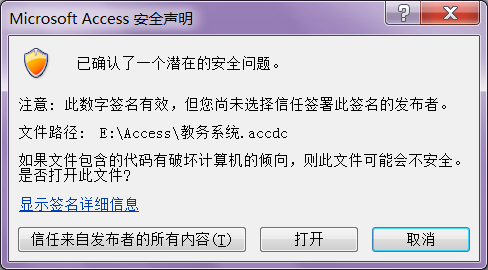 Microsoft Access 安全声明
已确认了一个潜在的安全问题。
注意: 此数字签名有效，但您尚未选择信任签署此签名的发布者。
文件路径: E:\Access\教务系统.accdc
如果文件包含的代码有破坏计算机的倾向，则此文件可能会不安全。
是否打开此文件?
显示签名详细信息
信任来自发布者的所有内容(T)
打开
取消